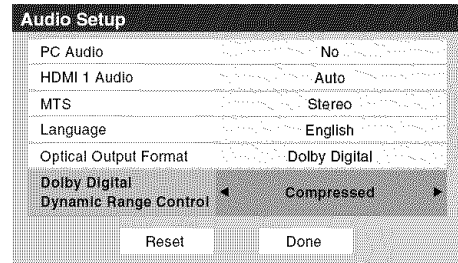 Audio Setup
PC Audio No
HDMI 1 Audio Auto
MTS Stereo
Language English
Optical Output Format Dolby Digital
Dolby Digital
Dynamic Range Control Compressed
Reset Done